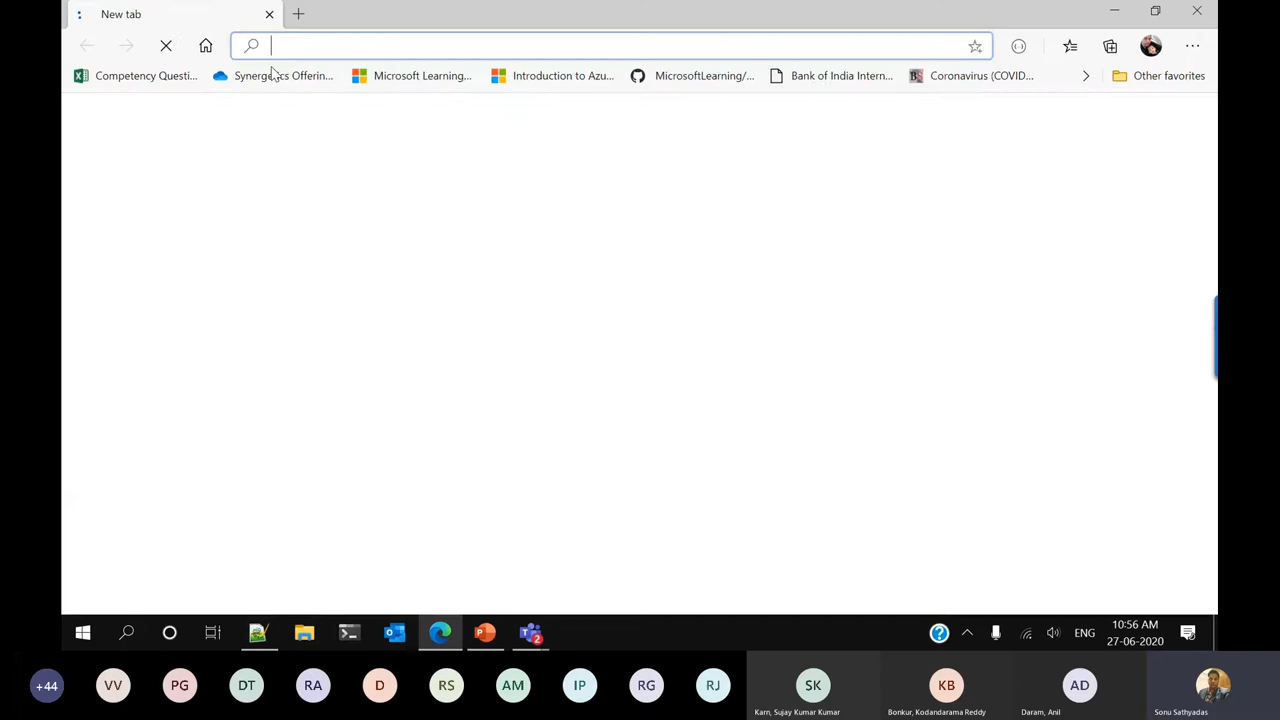 New tab
Competency Questi...
Synergetics Offerin...
Microsoft Learning...
Introduction to Azu...
MicrosoftLearning/...
Bank of India Intern...
Coronavirus (COVID...
Other favorites
ENG
10:56 AM
27-06-2020
2
+44
VV
PG
DT
RA
D
RS
AM
IP
RG
RJ
SK
KB
AD
Karn, Sujay Kumar Kumar
Bonkur, Kodandarama Reddy
Daram, Anil
Sonu Sathyadas